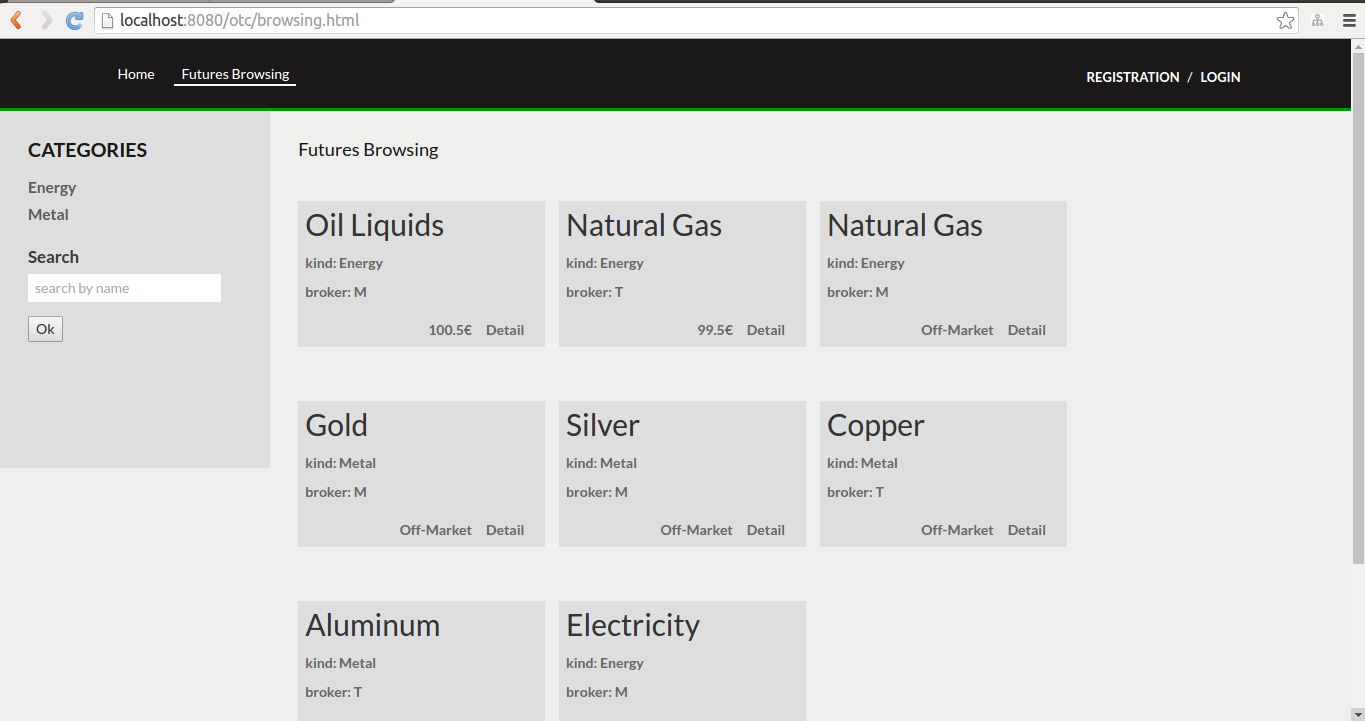 localhost:8080/otc/browsing.html
Home Futures Browsing REGISTRATION / LOGIN
CATEGORIES
Energy
Metal
Search
search by name
Ok
Futures Browsing
Oil Liquids
kind: Energy
broker: M
100.5€ Detail
Natural Gas
kind: Energy
broker: T
99.5€ Detail
Natural Gas
kind: Energy
broker: M
Off-Market Detail
Gold
kind: Metal
broker: M
Off-Market Detail
Silver
kind: Metal
broker: M
Off-Market Detail
Copper
kind: Metal
broker: T
Off-Market Detail
Aluminum
kind: Metal
broker: T
Electricity
kind: Energy
broker: M